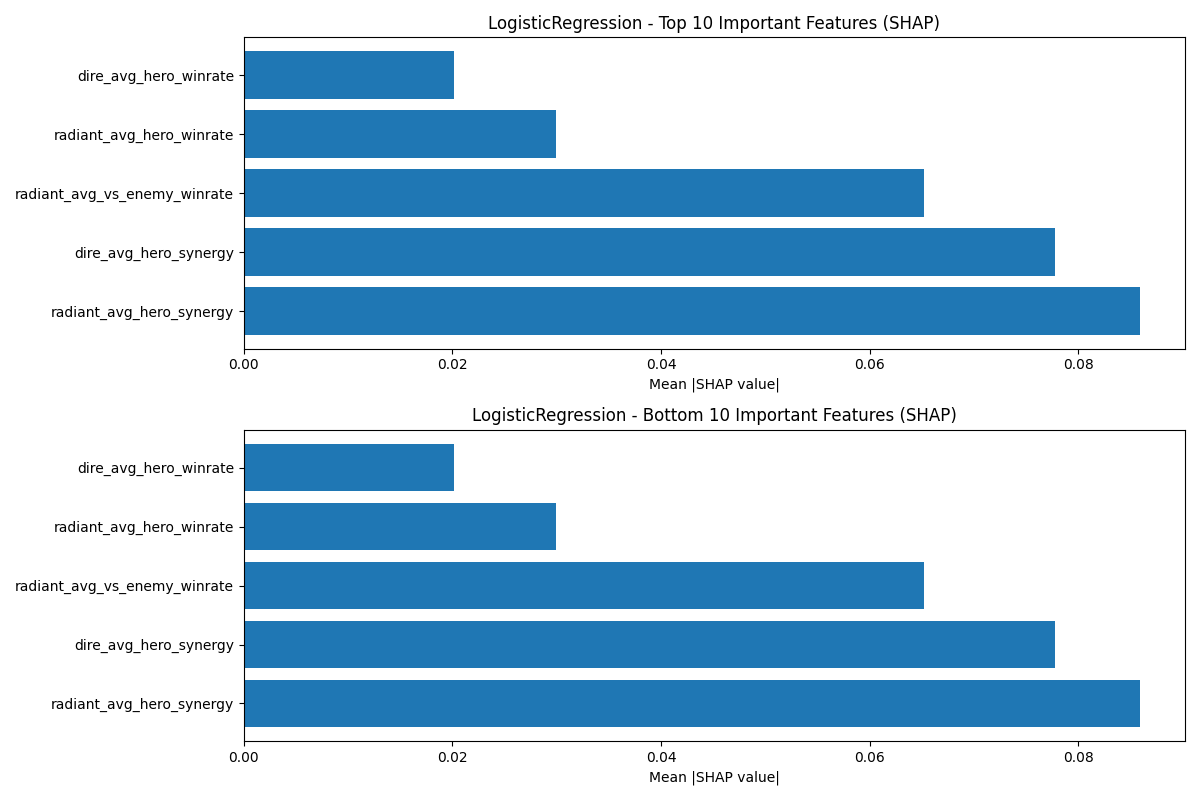 LogisticRegression - Top 10 Important Features (SHAP)
dire_avg_hero_winrate
radiant_avg_hero_winrate
radiant_avg_vs_enemy_winrate
dire_avg_hero_synergy
radiant_avg_hero_synergy
0.00 0.02 0.04 0.06 0.08
Mean |SHAP value|
LogisticRegression - Bottom 10 Important Features (SHAP)
dire_avg_hero_winrate
radiant_avg_hero_winrate
radiant_avg_vs_enemy_winrate
dire_avg_hero_synergy
radiant_avg_hero_synergy
0.00 0.02 0.04 0.06 0.08
Mean |SHAP value|